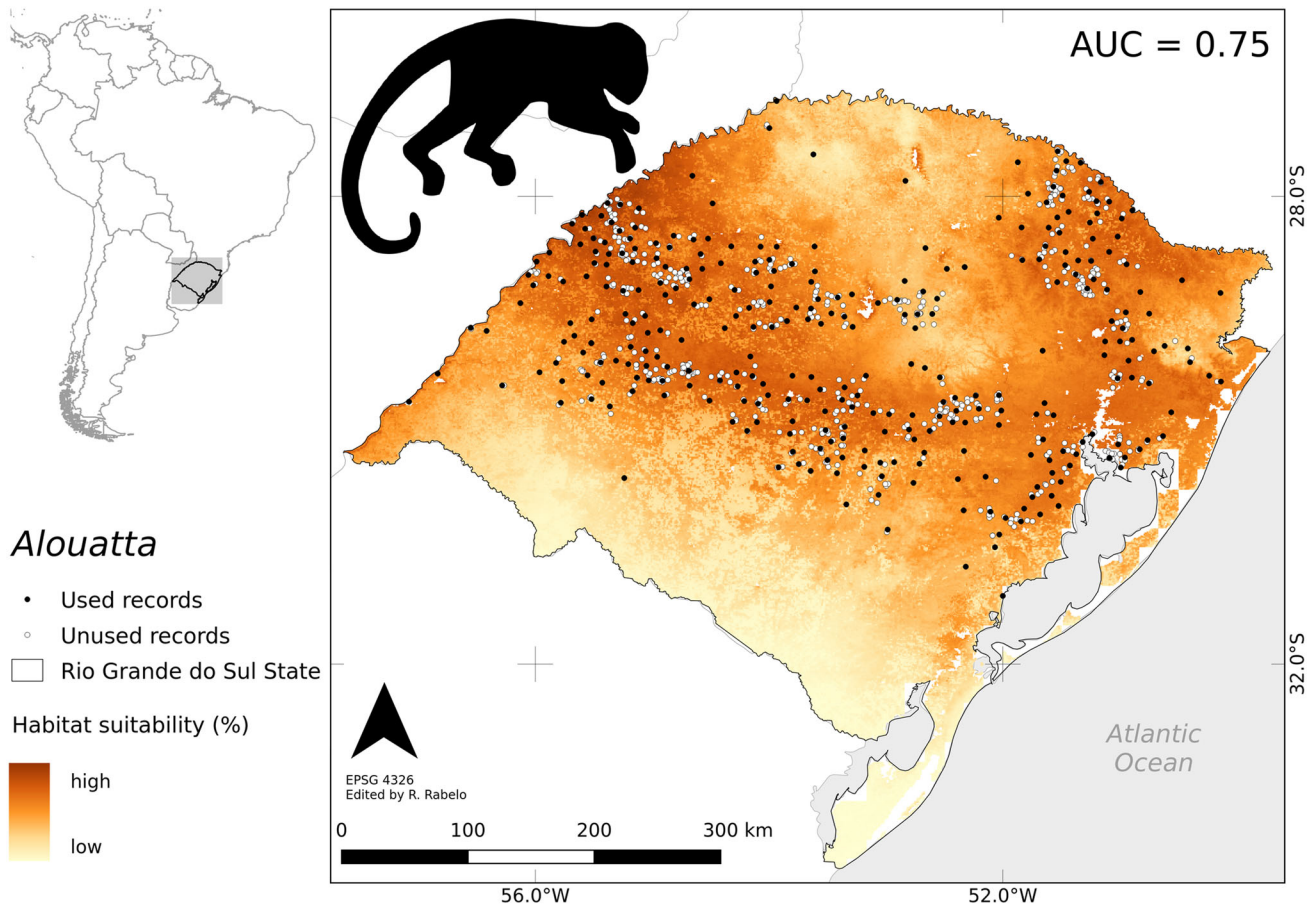 AUC = 0.75
28.0°S
Alouatta
Used records
Unused records
Rio Grande do Sul State
32.0°S
Habitat suitability (%)
high
low
Atlantic
Ocean
EPSG 4326
Edited by R. Rabelo
0 100 200 300 km
56.0°W 52.0°W